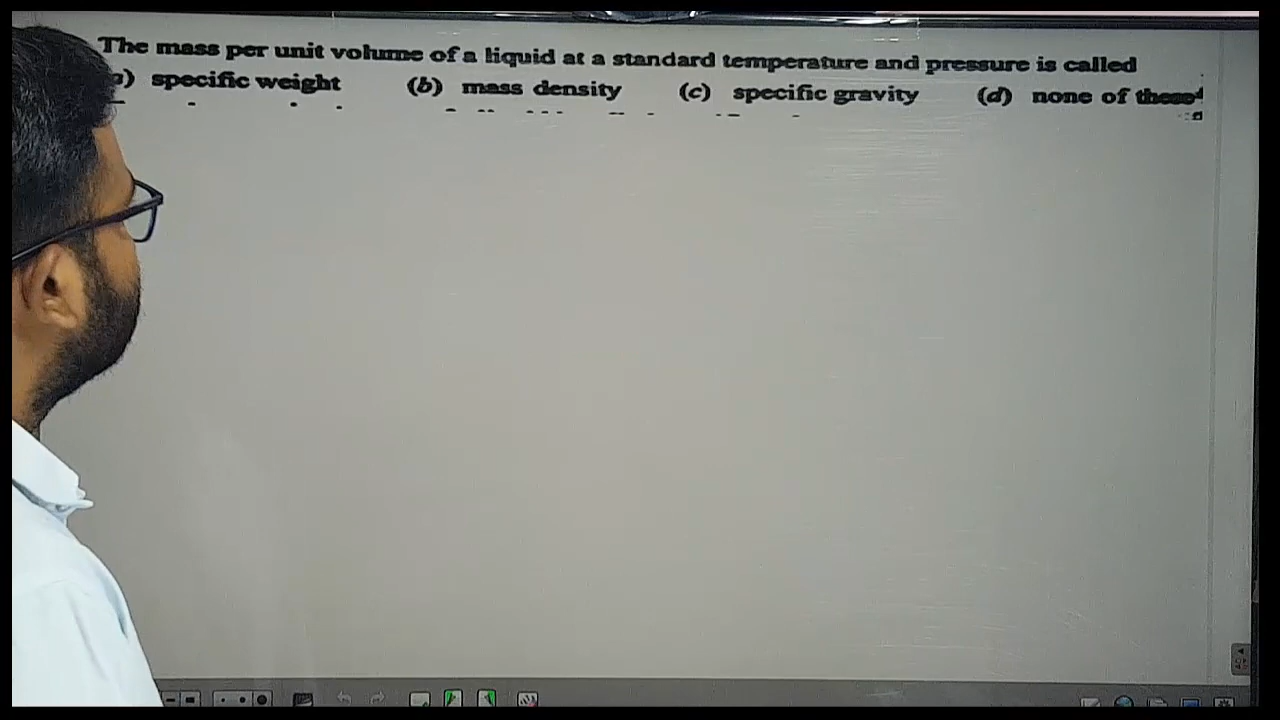 The mass per unit volume of a liquid at a standard temperature and pressure is called
a) specific weight (b) mass density (c) specific gravity (d) none of these